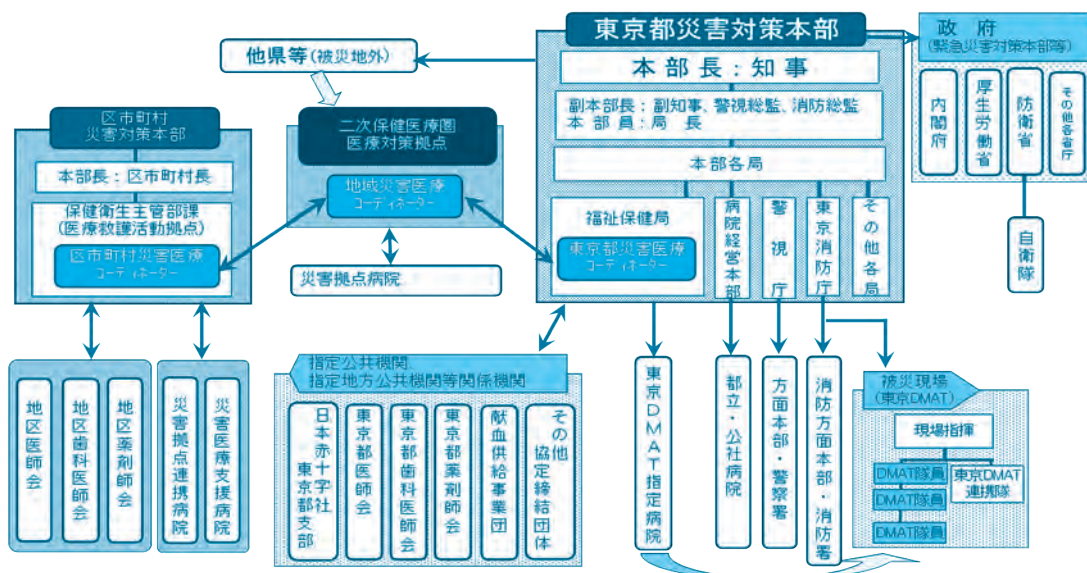 東京都災害対策本部
本部長：知事
副本部長：副知事、警視総監、消防総監
本部員：局長
本部各局
福祉保健局
東京都災害医療
コーディネーター
病院経営本部
警視庁
東京消防庁
その他各局
政府
(緊急災害対策本部等)
内閣府
厚生労働省
防衛省
その他各省庁
自衛隊
他県等(被災地外)
二次保健医療圏
医療対策拠点
地域災害医療
コーディネーター
災害拠点病院
区市町村
災害対策本部
本部長：区市町村長
保健衛生主管部課
(医療救護活動拠点)
区市町村災害医療
コーディネーター
地区医師会
地区歯科医師会
地区薬剤師会
災害拠点連携病院
災害医療支援病院
指定公共機関
指定地方公共機関等関係機関
日本赤十字社
東京都支部
東京都医師会
東京都歯科医師会
東京都薬剤師会
献血供給事業団
その他
協定締結団体
東京DMAT指定病院
都立・公社病院
方面本部・警察署
消防方面本部・消防署
被災現場
(東京DMAT)
現場指揮
DMAT隊員
DMAT隊員
DMAT隊員
東京DMAT
連携隊